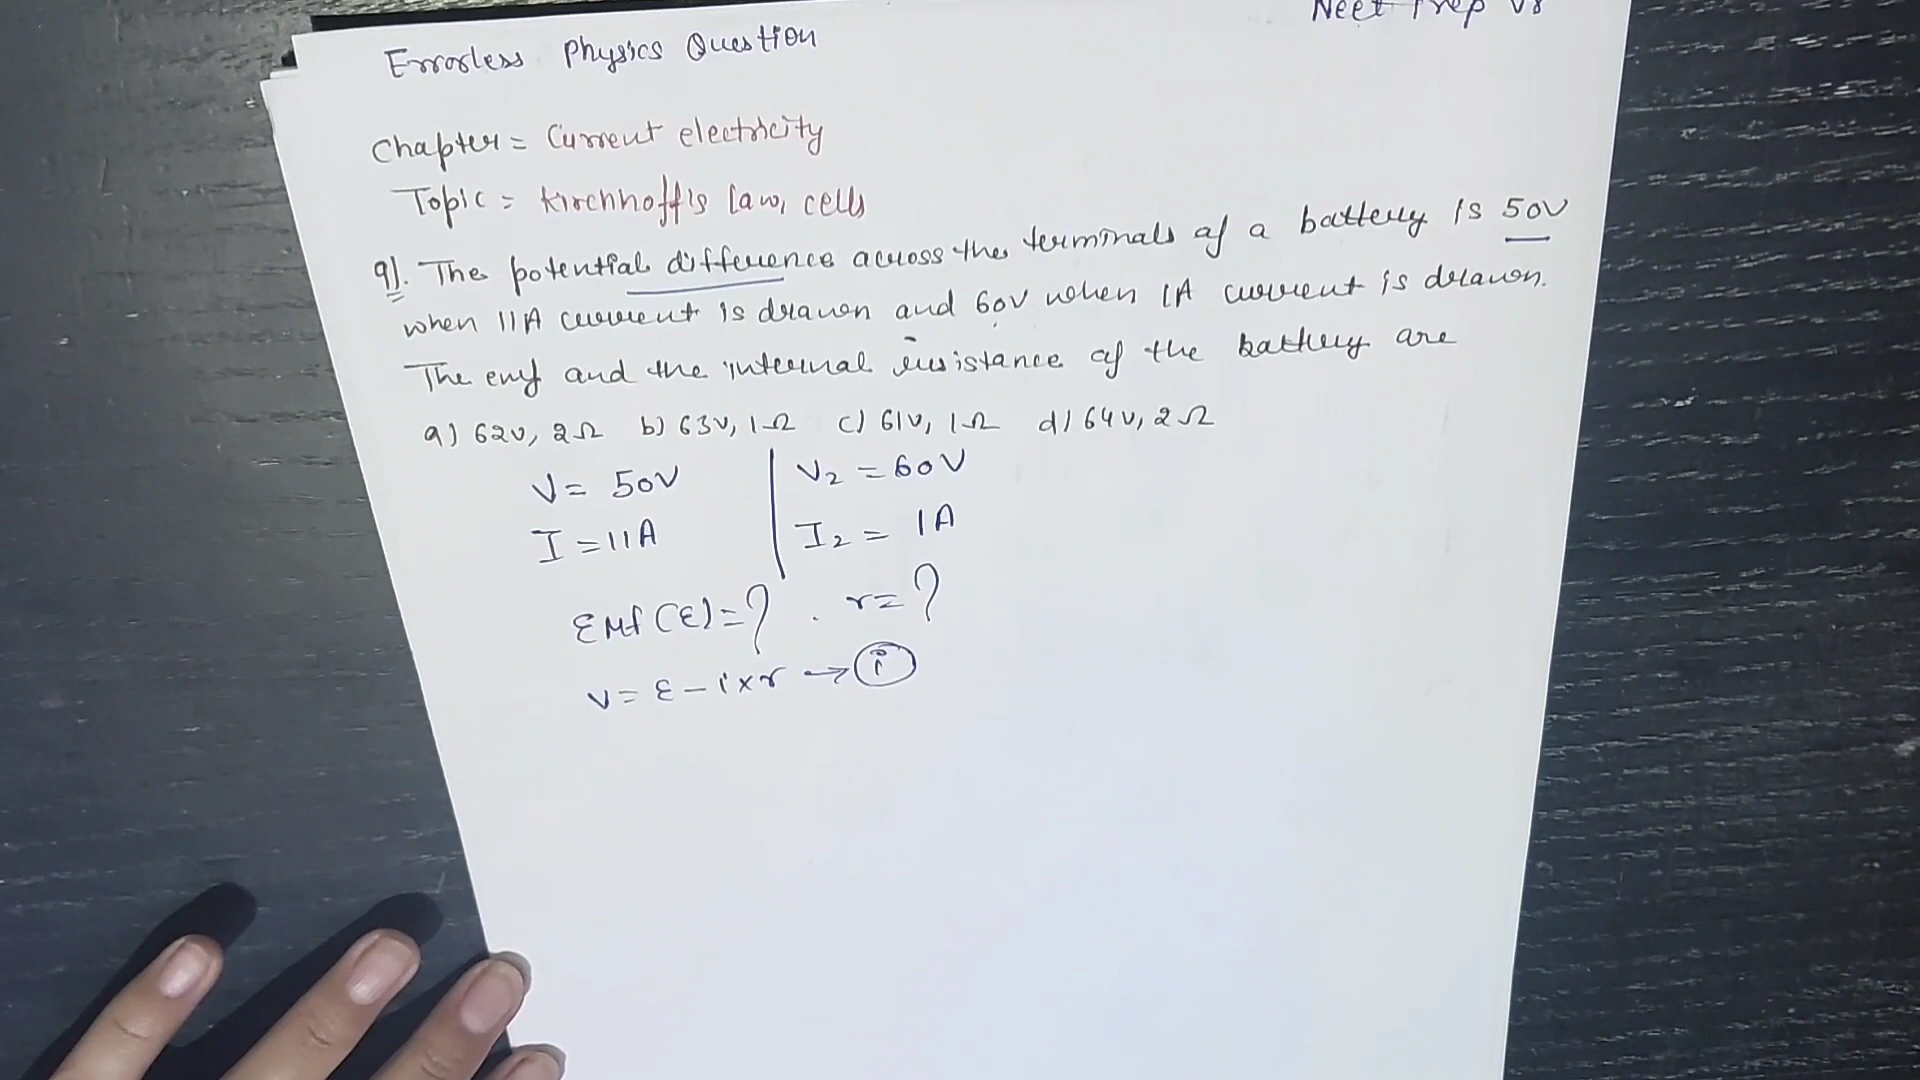 Neet Prep V8
Errorless Physics Question
Chapter = Current electricity
Topic = Kirchhoff's law, cells
9). The potential difference across the terminals of a battery is 50V
when 11A current is drawn and 60V when 1A current is drawn.
The emf and the internal resistance of the battery are
a) 62V, 2Ω b) 63V, 1Ω c) 61V, 1Ω d) 64V, 2Ω
V = 50V V₂ = 60V
I = 11A I₂ = 1A
EMf (ε) = ? . r = ?
V = ε - i×r → i